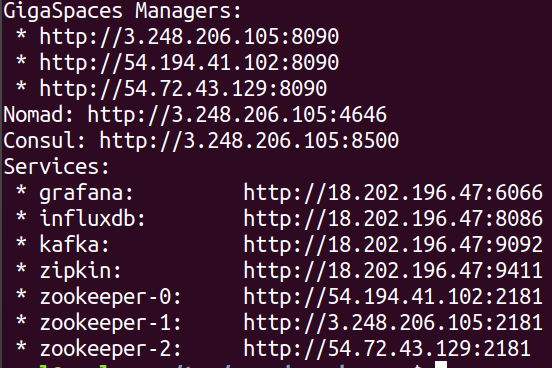 GigaSpaces Managers:
* http://3.248.206.105:8090
* http://54.194.41.102:8090
* http://54.72.43.129:8090
Nomad: http://3.248.206.105:4646
Consul: http://3.248.206.105:8500
Services:
* grafana: http://18.202.196.47:6066
* influxdb: http://18.202.196.47:8086
* kafka: http://18.202.196.47:9092
* zipkin: http://18.202.196.47:9411
* zookeeper-0: http://54.194.41.102:2181
* zookeeper-1: http://3.248.206.105:2181
* zookeeper-2: http://54.72.43.129:2181